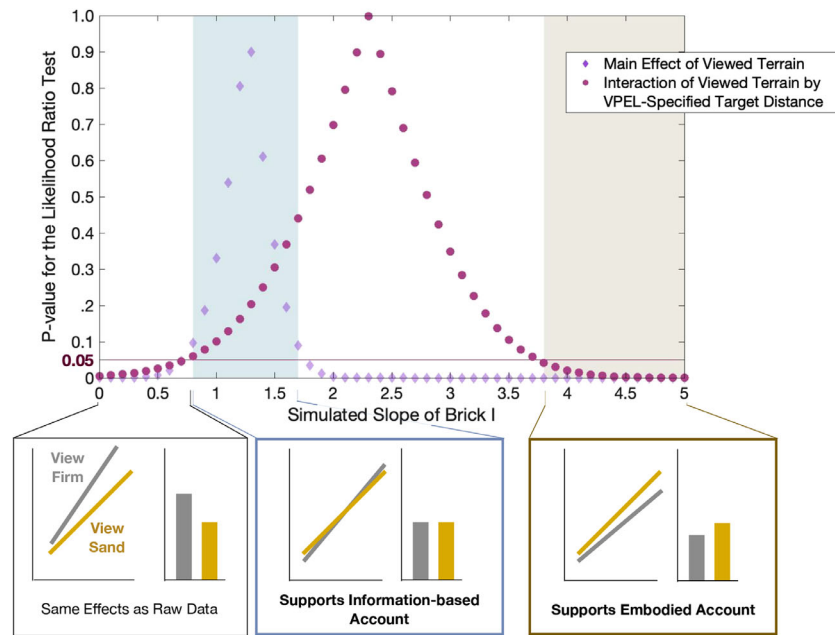 P-value for the Likelihood Ratio Test
1.0
0.9
0.8
0.7
0.6
0.5
0.4
0.3
.2
0.1
0.05
0
0 0.5 1 1.5 2 2.5 3 3.5 4 4.5 5
Simulated Slope of Brick I
Main Effect of Viewed Terrain
Interaction of Viewed Terrain by
VPEL-Specified Target Distance
View
Firm
View
Sand
Same Effects as Raw Data
Supports Information-based
Account
Supports Embodied Account